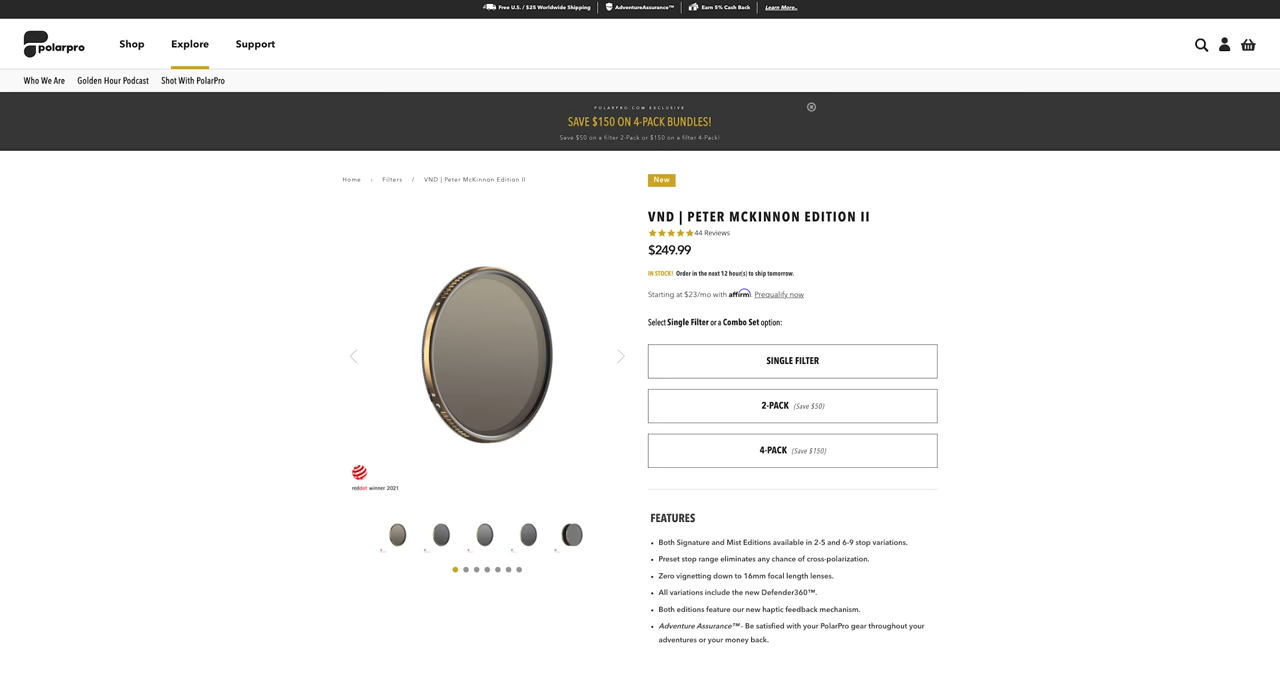 Free U.S. / $25 Worldwide Shipping
AdventureAssurance™
Earn 5% Cash Back
Learn More..
polarpro
Shop
Explore
Support
Who We Are
Golden Hour Podcast
Shot With PolarPro
POLARPRO.COM EXCLUSIVE
SAVE $150 ON 4-PACK BUNDLES!
Save $50 on a filter 2-Pack or $150 on a filter 4-Pack!
Home › Filters / VND | Peter McKinnon Edition II
New
VND | PETER MCKINNON EDITION II
44 Reviews
$249.99
IN STOCK! Order in the next 12 hour(s) to ship tomorrow.
Starting at $23/mo with affirm. Prequalify now
Select Single Filter or a Combo Set option:
SINGLE FILTER
2-PACK (Save $50)
4-PACK (Save $150)
reddot winner 2021
FEATURES
• Both Signature and Mist Editions available in 2-5 and 6-9 stop variations.
• Preset stop range eliminates any chance of cross-polarization.
• Zero vignetting down to 16mm focal length lenses.
• All variations include the new Defender360™.
• Both editions feature our new haptic feedback mechanism.
• Adventure Assurance™ - Be satisfied with your PolarPro gear throughout your
adventures or your money back.